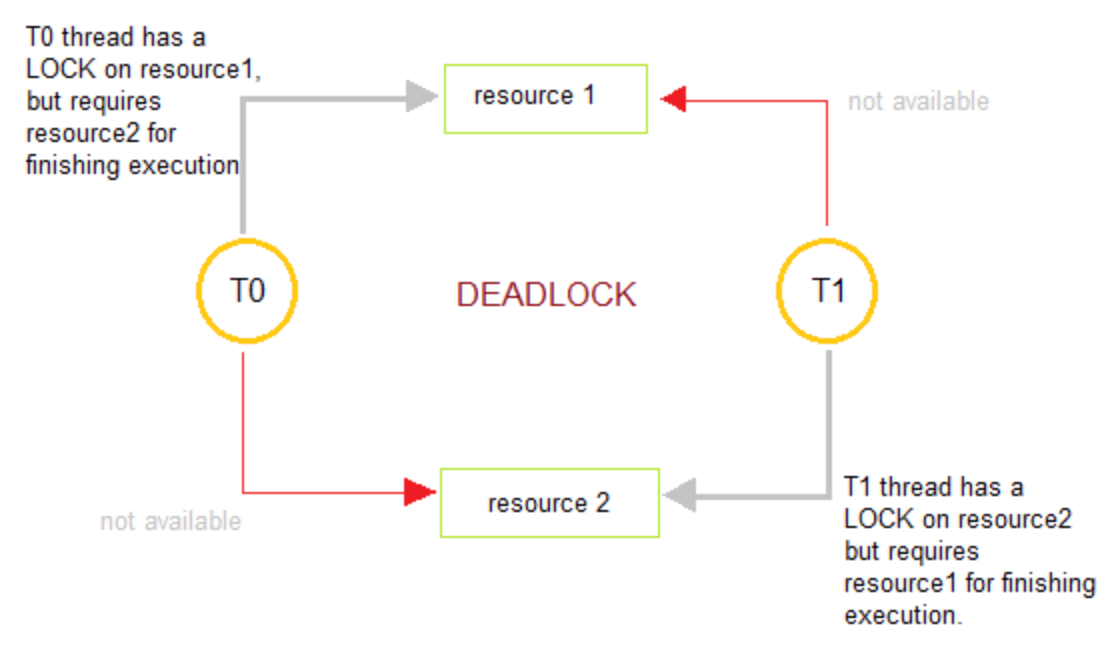 T0 thread has a
LOCK on resource1,
but requires
resource2 for
finishing execution
resource 1
not available
T0
DEADLOCK
T1
not available
resource 2
T1 thread has a
LOCK on resource2
but requires
resource1 for finishing
execution.